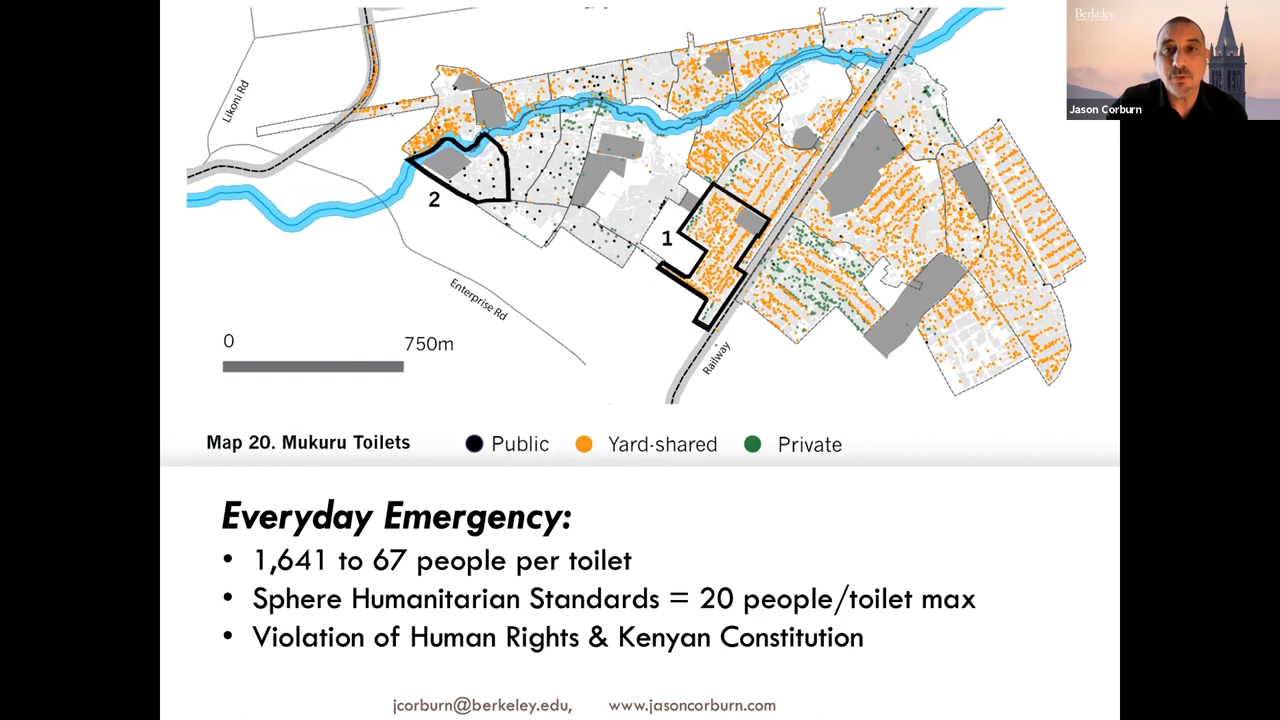 Berkeley
Jason Corburn
Likoni Rd
2
1
Enterprise Rd
Railway
0 750m
Map 20. Mukuru Toilets Public Yard-shared Private
Everyday Emergency:
• 1,641 to 67 people per toilet
• Sphere Humanitarian Standards = 20 people/toilet max
• Violation of Human Rights & Kenyan Constitution
jcorburn@berkeley.edu, www.jasoncorburn.com